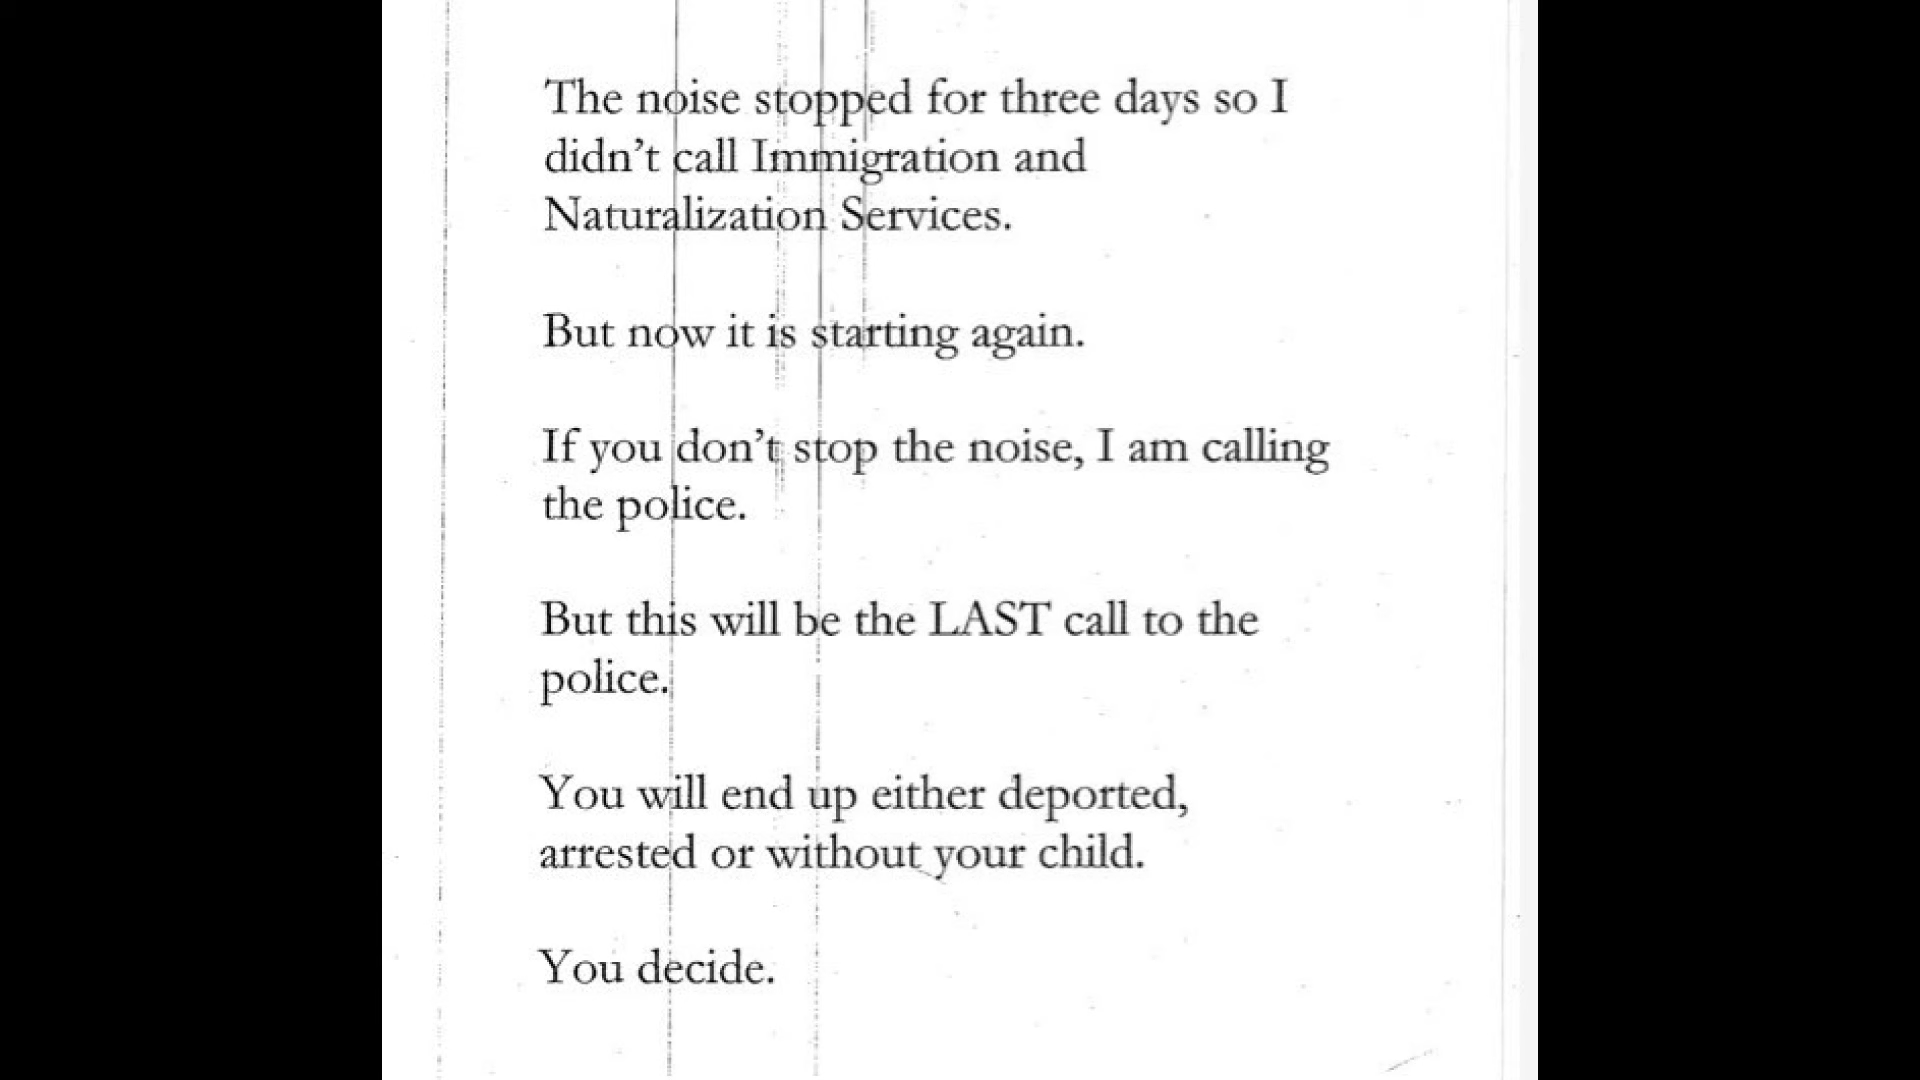 The noise stopped for three days so I
didn’t call Immigration and
Naturalization Services.
But now it is starting again.
If you don’t stop the noise, I am calling
the police.
But this will be the LAST call to the
police.
You will end up either deported,
arrested or without your child.
You decide.